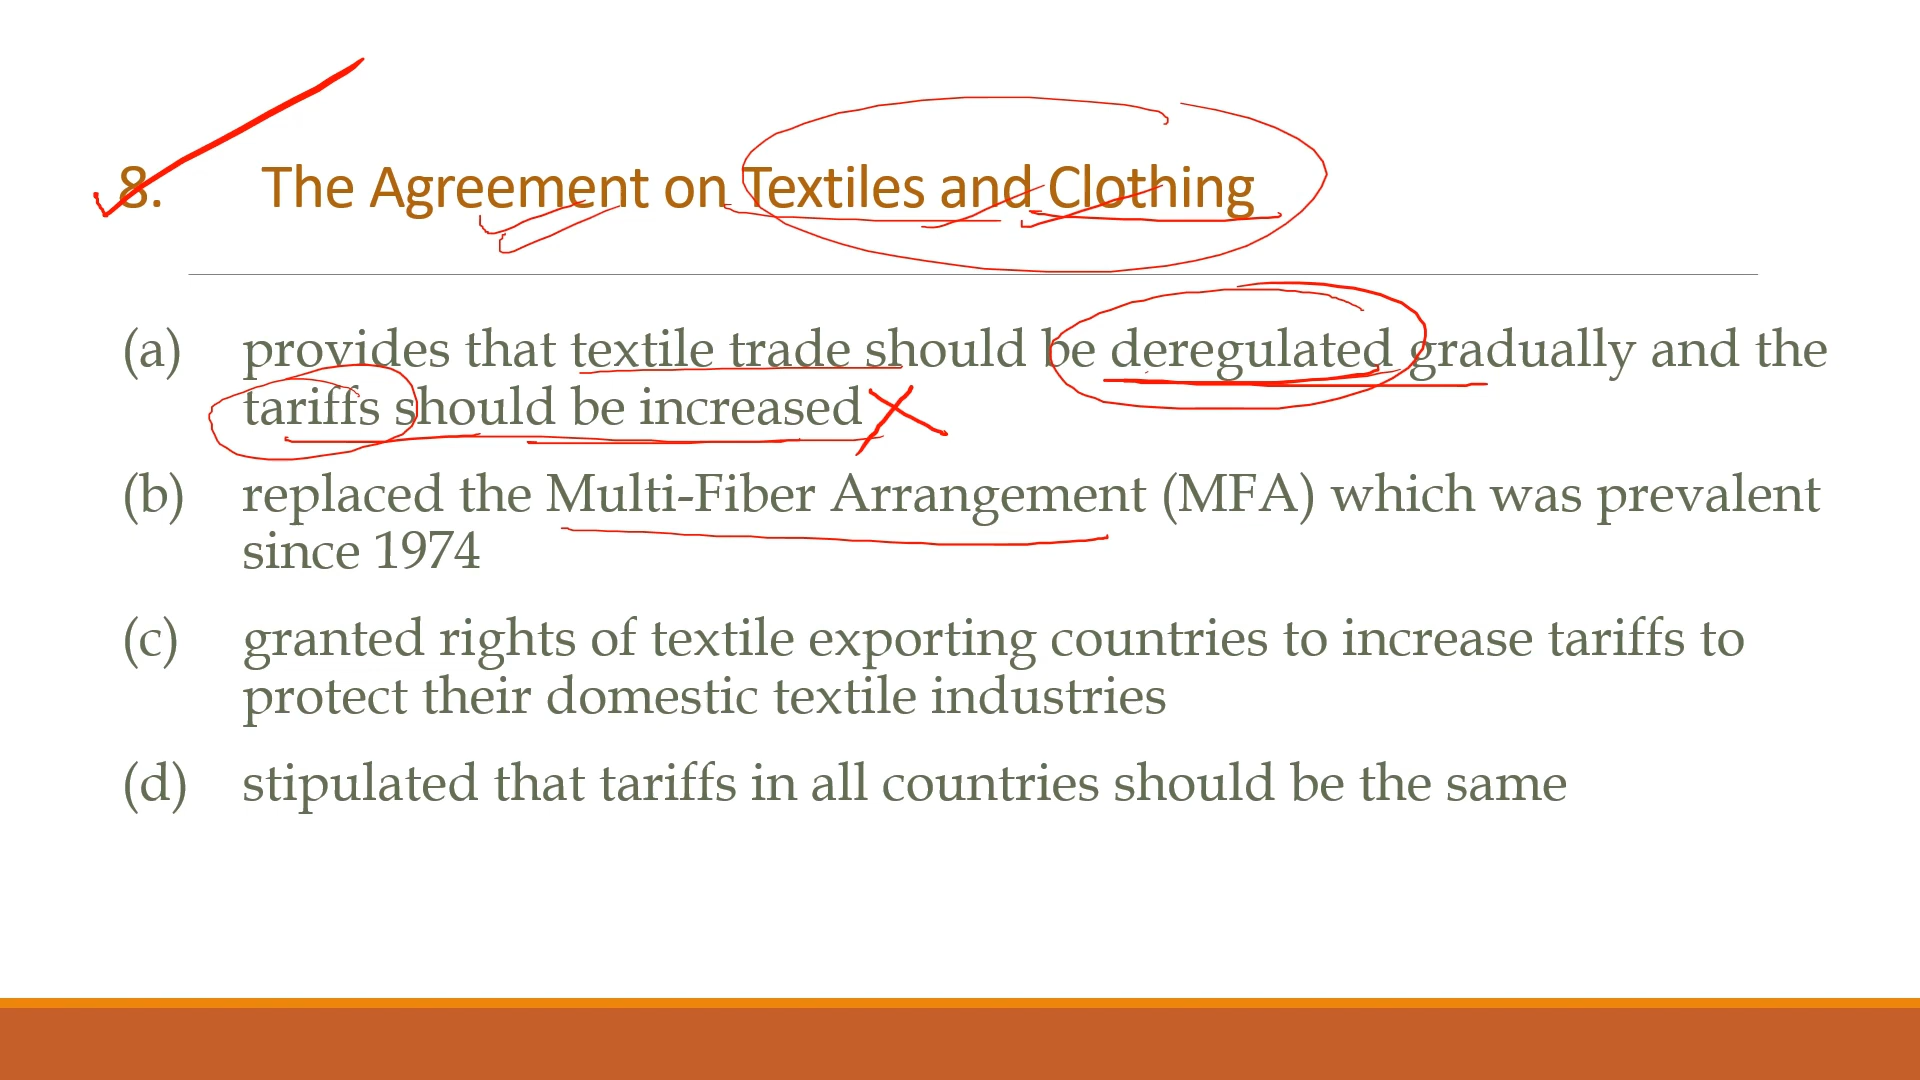 8. The Agreement on Textiles and Clothing
(a) provides that textile trade should be deregulated gradually and the
tariffs should be increased
(b) replaced the Multi-Fiber Arrangement (MFA) which was prevalent
since 1974
(c) granted rights of textile exporting countries to increase tariffs to
protect their domestic textile industries
(d) stipulated that tariffs in all countries should be the same